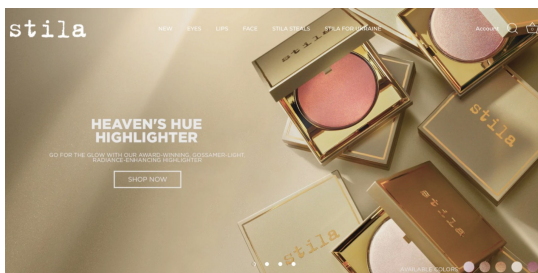 stila
NEW EYES LIPS FACE STILA STEALS STILA FOR UKRAINE Account
stila
stila
HEAVEN'S HUE
HIGHLIGHTER
GO FOR THE GLOW WITH OUR AWARD-WINNING, GOSSAMER-LIGHT,
RADIANCE-ENHANCING HIGHLIGHTER
SHOP NOW
stila
stila
AVAILABLE COLORS